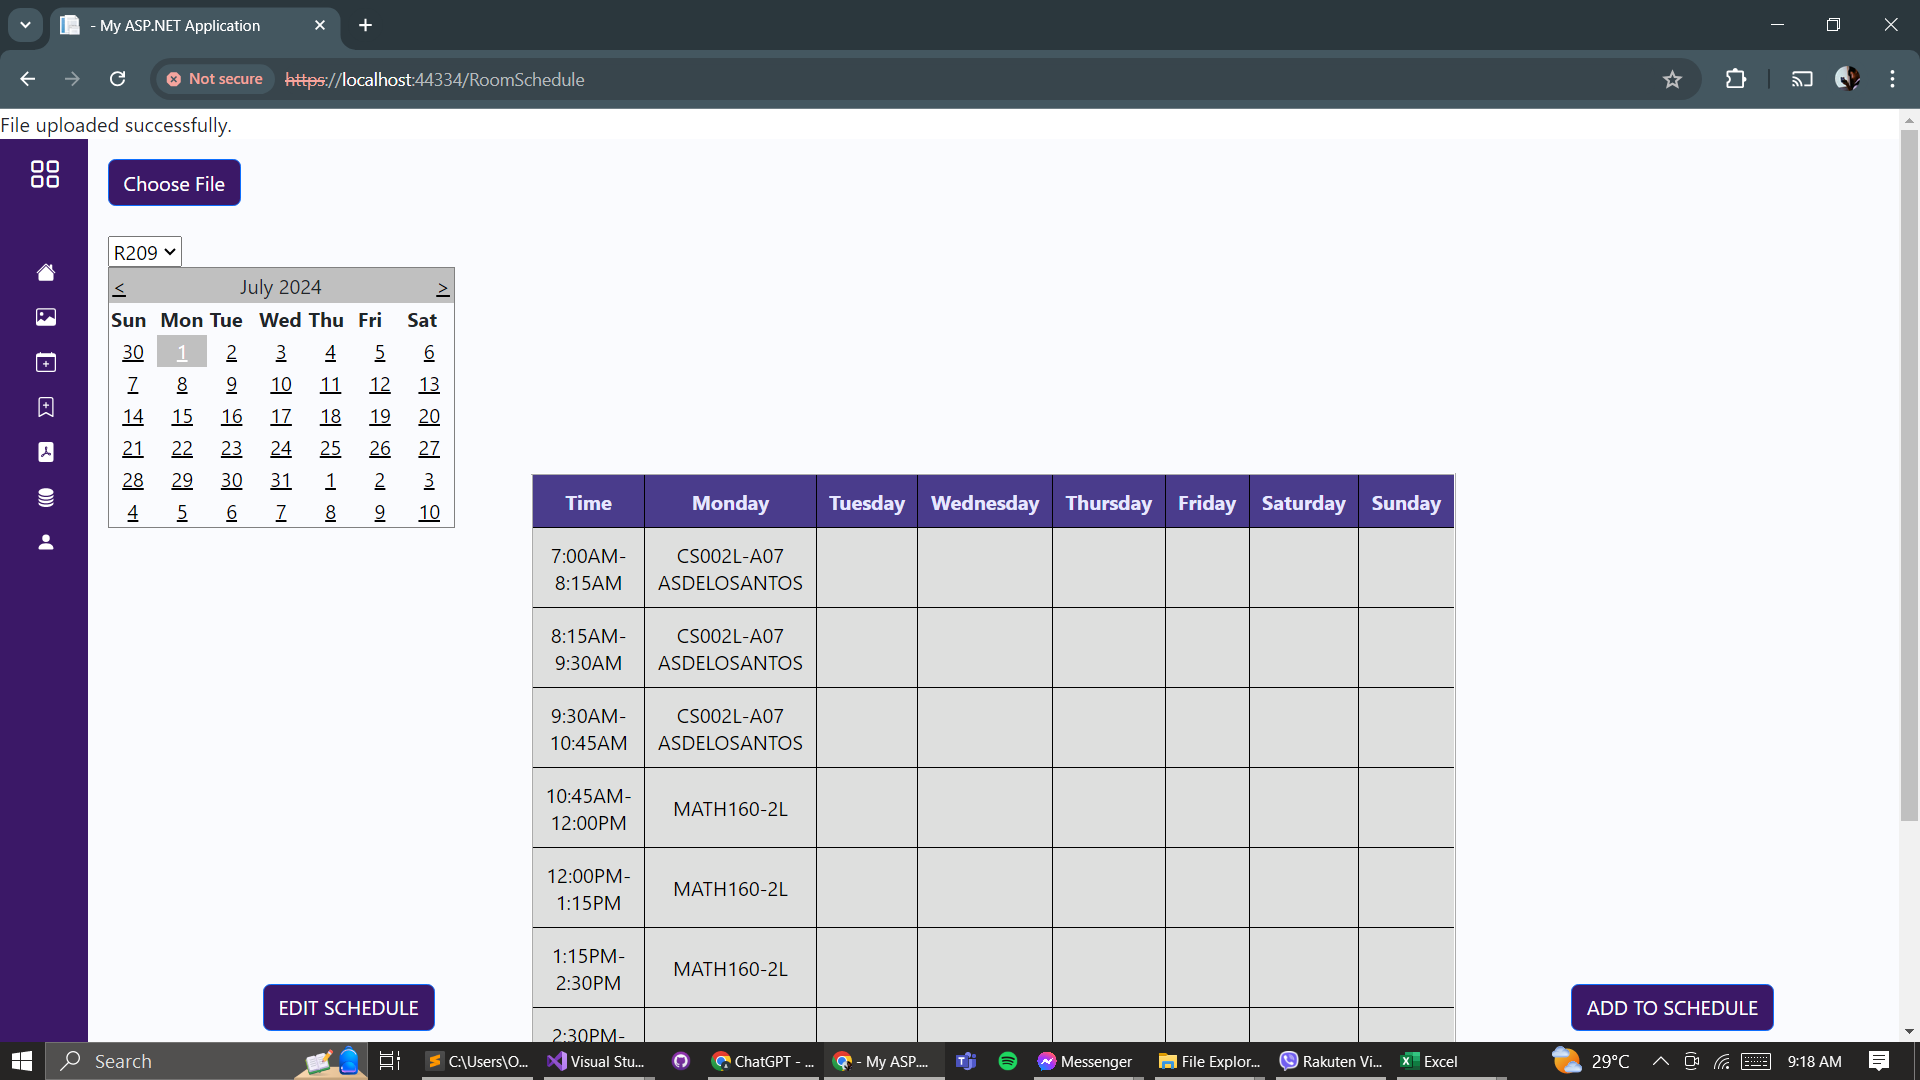 - My ASP.NET Application
Not secure
https://localhost:44334/RoomSchedule
File uploaded successfully.
Choose File
R209
< July 2024 >
Sun Mon Tue Wed Thu Fri Sat
30 1 2 3 4 5 6
7 8 9 10 11 12 13
14 15 16 17 18 19 20
21 22 23 24 25 26 27
28 29 30 31 1 2 3
4 5 6 7 8 9 10
Time Monday Tuesday Wednesday Thursday Friday Saturday Sunday
7:00AM- CS002L-A07
8:15AM ASDELOSANTOS
8:15AM- CS002L-A07
9:30AM ASDELOSANTOS
9:30AM- CS002L-A07
10:45AM ASDELOSANTOS
10:45AM-
12:00PM MATH160-2L
12:00PM-
1:15PM MATH160-2L
1:15PM-
2:30PM MATH160-2L
2:30PM-
EDIT SCHEDULE
ADD TO SCHEDULE
Search
C:\Users\O...
Visual Stu...
ChatGPT - ...
- My ASP....
Messenger
File Explor...
Rakuten Vi...
Excel
29°C
9:18 AM